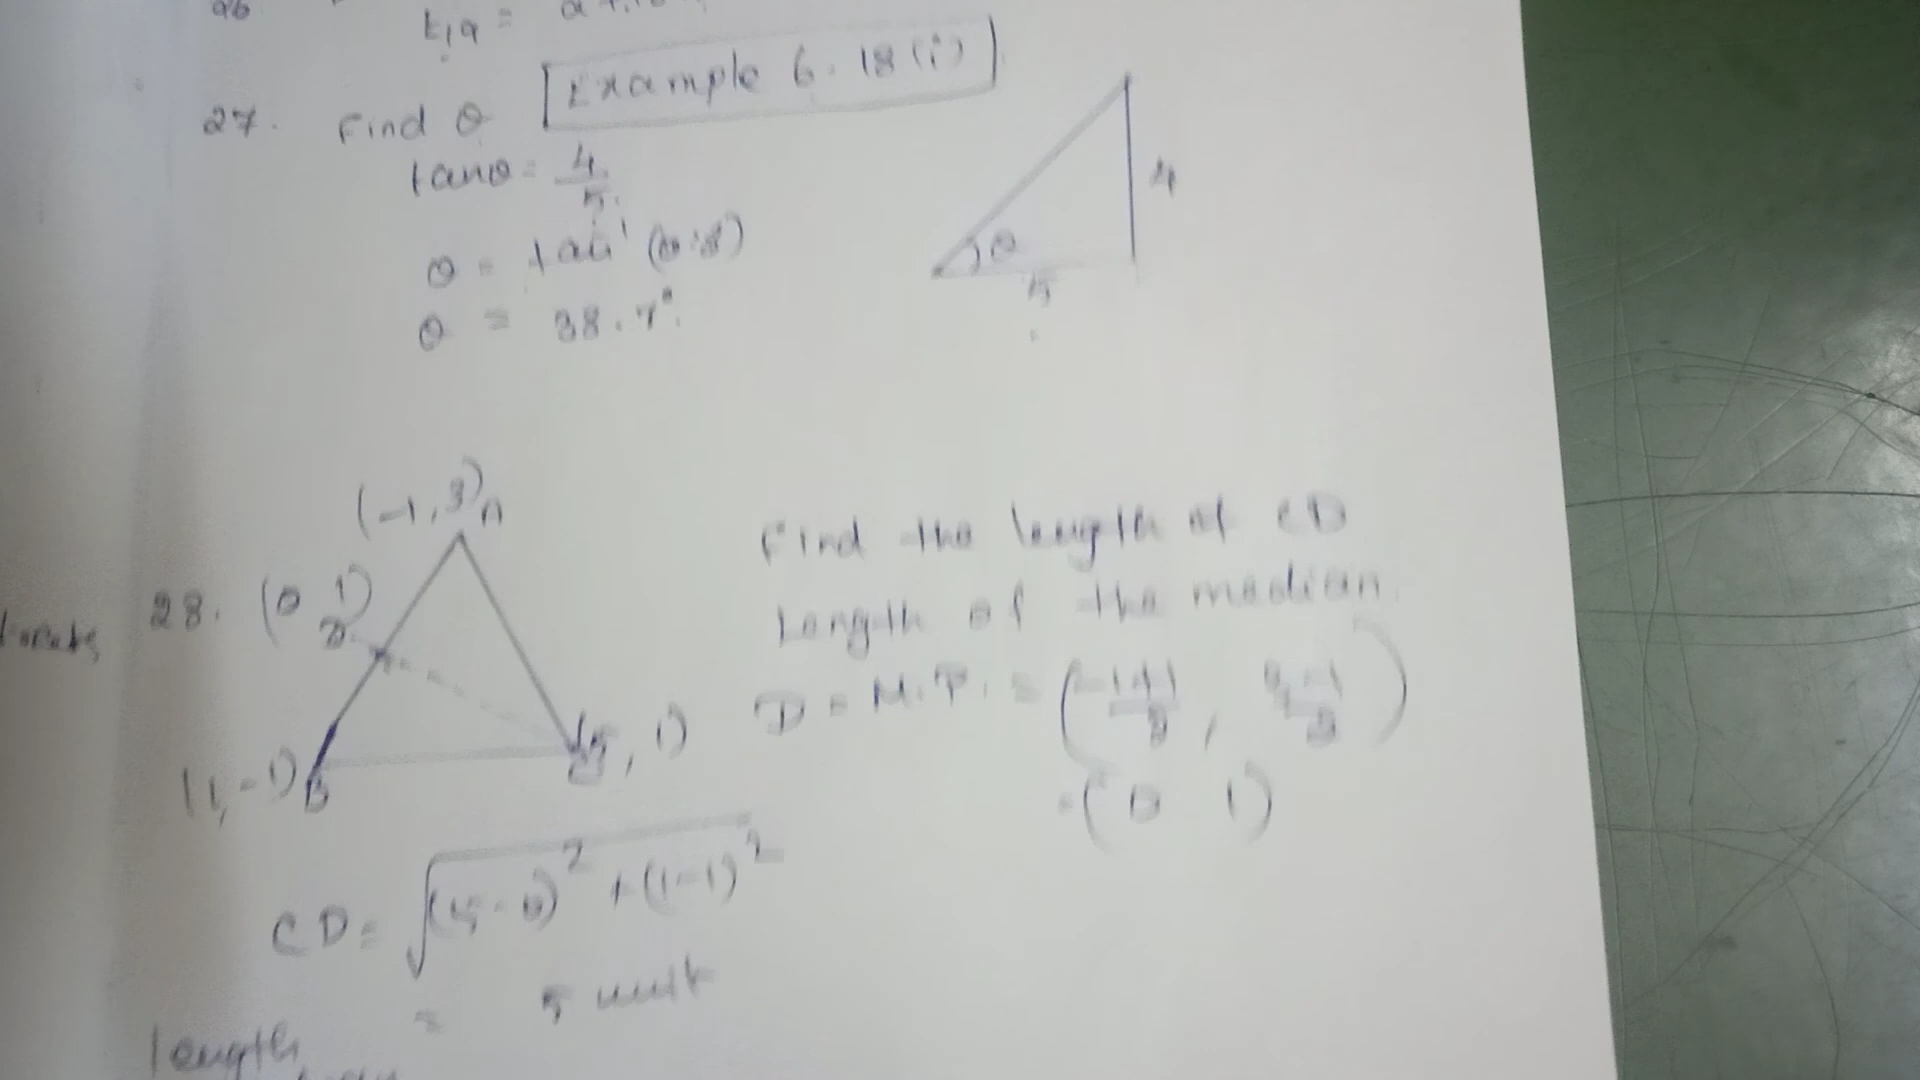 t19 =
27. Find θ Example 6.18 (i)
tanθ = 4/5
4
θ = tan⁻¹ (0.8)
θ
5
θ = 38.7°.
(-1, 3) A
Find the length of CD
28. (0 1)
D
Length of the median.
D = M.P. = (-1+1/2, 3-1/2)
(5, 1)
(1, -1) B
= (0 1)
CD = √(5-0)² + (1-1)²
= 5 unit
length